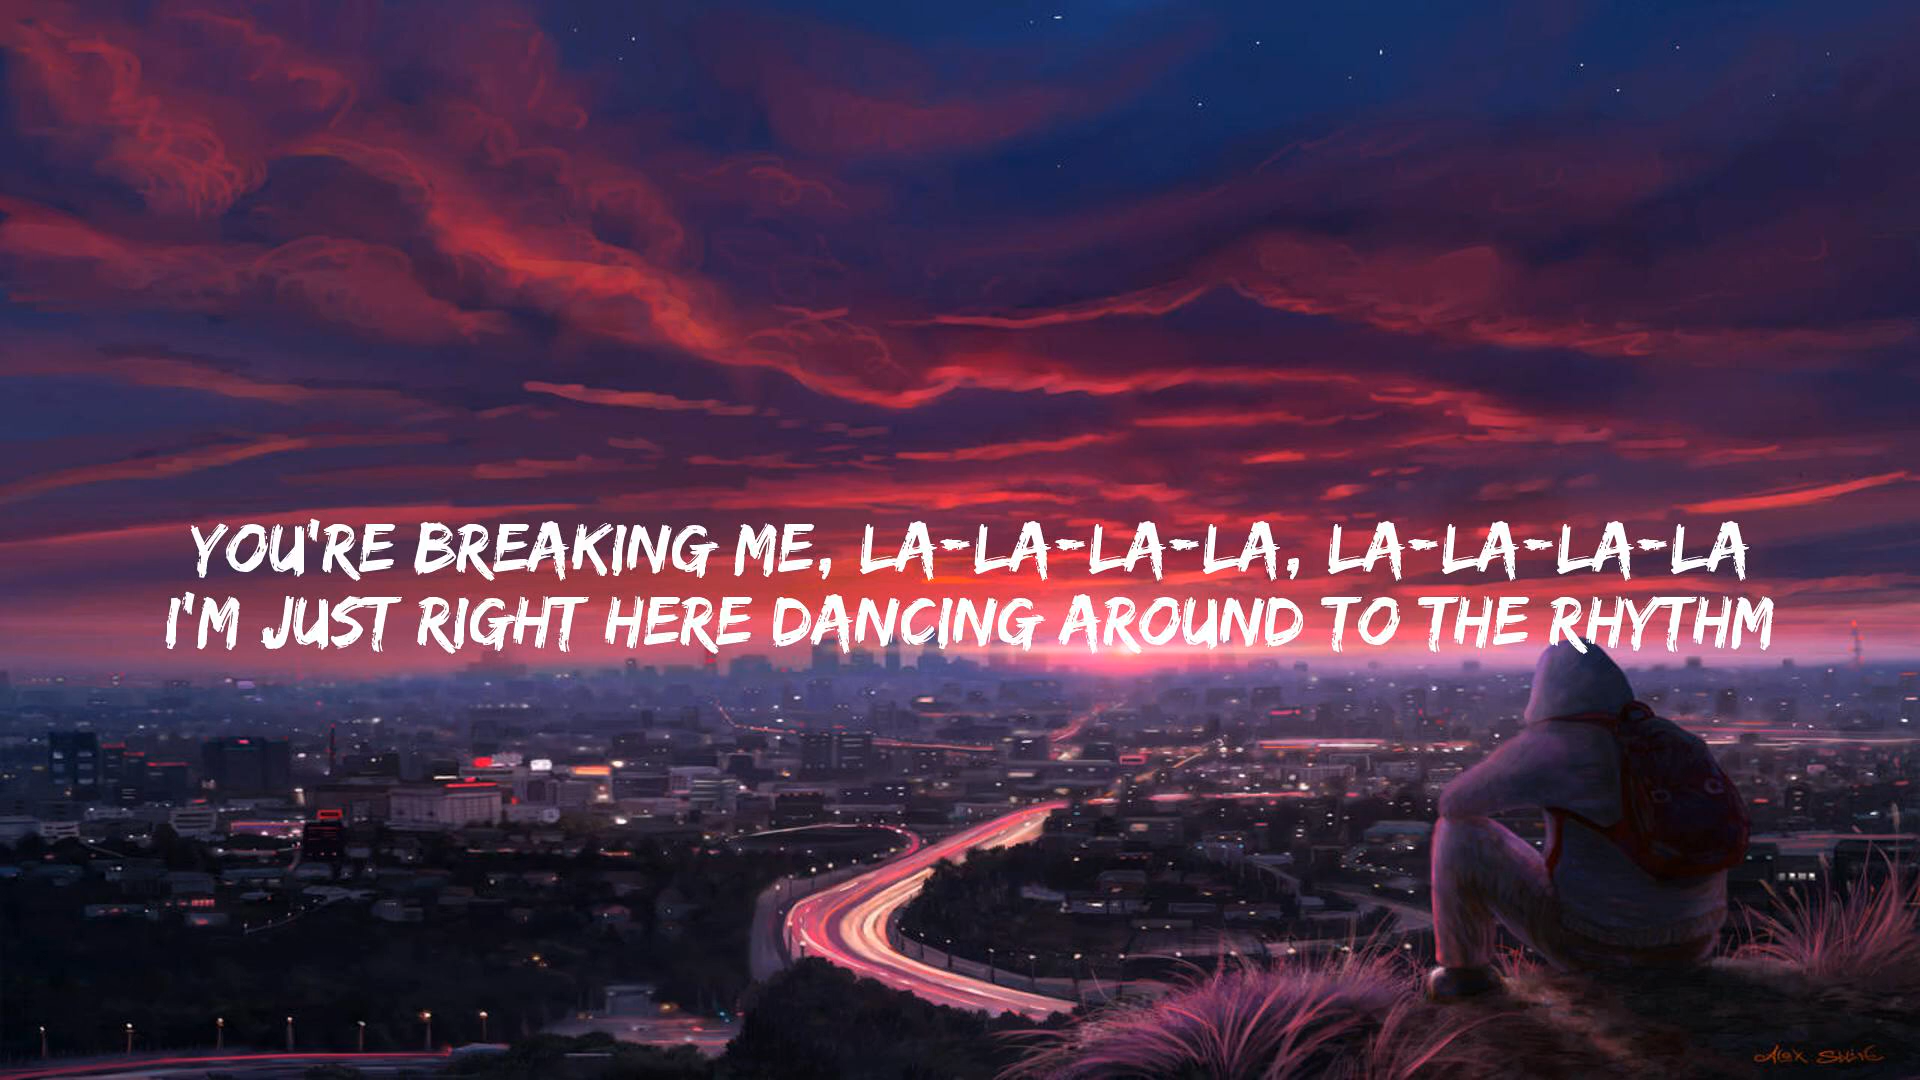 YOU'RE BREAKING ME, LA-LA-LA-LA, LA-LA-LA-LA
I'M JUST RIGHT HERE DANCING AROUND TO THE RHYTHM